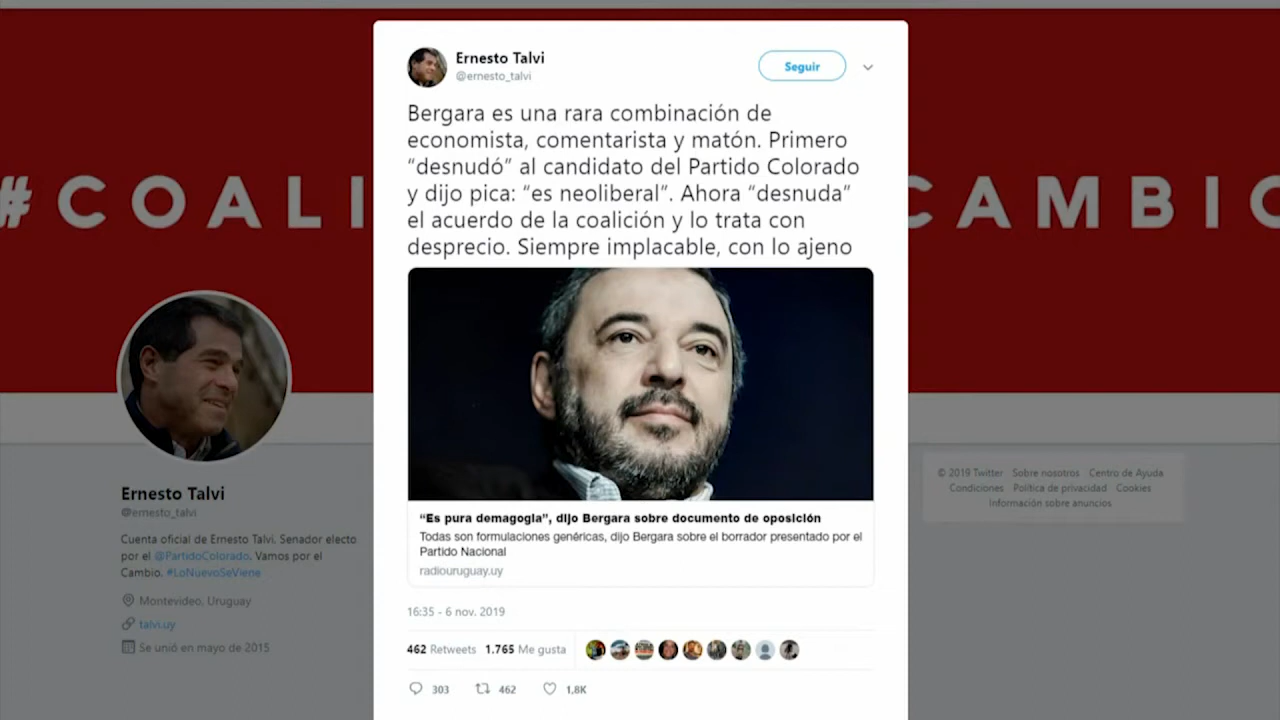 #COALI
CAMBIO
Ernesto Talvi
@ernesto_talvi
Seguir
Bergara es una rara combinación de
economista, comentarista y matón. Primero
“desnudó” al candidato del Partido Colorado
y dijo pica: “es neoliberal”. Ahora “desnuda”
el acuerdo de la coalición y lo trata con
desprecio. Siempre implacable, con lo ajeno
“Es pura demagogia”, dijo Bergara sobre documento de oposición
Todas son formulaciones genéricas, dijo Bergara sobre el borrador presentado por el
Partido Nacional
radiouruguay.uy
16:35 - 6 nov. 2019
462 Retweets 1.765 Me gusta
303 462 1,8K
Ernesto Talvi
@ernesto_talvi
Cuenta oficial de Ernesto Talvi. Senador electo
por el @PartidoColorado. Vamos por el
Cambio. #LoNuevoSeViene
Montevideo, Uruguay
talvi.uy
Se unió en mayo de 2015
© 2019 Twitter Sobre nosotros Centro de Ayuda
Condiciones Política de privacidad Cookies
Información sobre anuncios